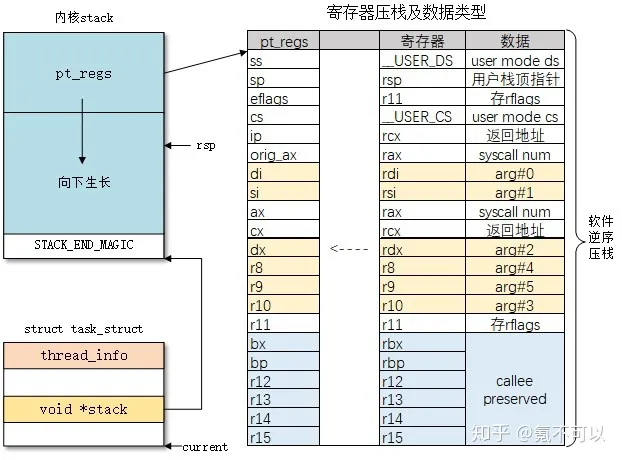 内核stack
pt_regs
向下生长
rsp
STACK_END_MAGIC
struct task_struct
thread_info
void *stack
current
寄存器压栈及数据类型
pt_regs 寄存器 数据
ss __USER_DS user mode ds
sp rsp 用户栈顶指针
eflags r11 存rflags
cs __USER_CS user mode cs
ip rcx 返回地址
orig_ax rax syscall num
di rdi arg#0
si rsi arg#1
ax rax syscall num
cx rcx 返回地址
dx <---- rdx arg#2
r8 r8 arg#4
r9 r9 arg#5
r10 r10 arg#3
r11 r11 存rflags
bx rbx
bp rbp
r12 r12
r13 r13
r14 r14
r15 r15
callee
preserved
软件
逆序
压栈
知乎 @氪不可以